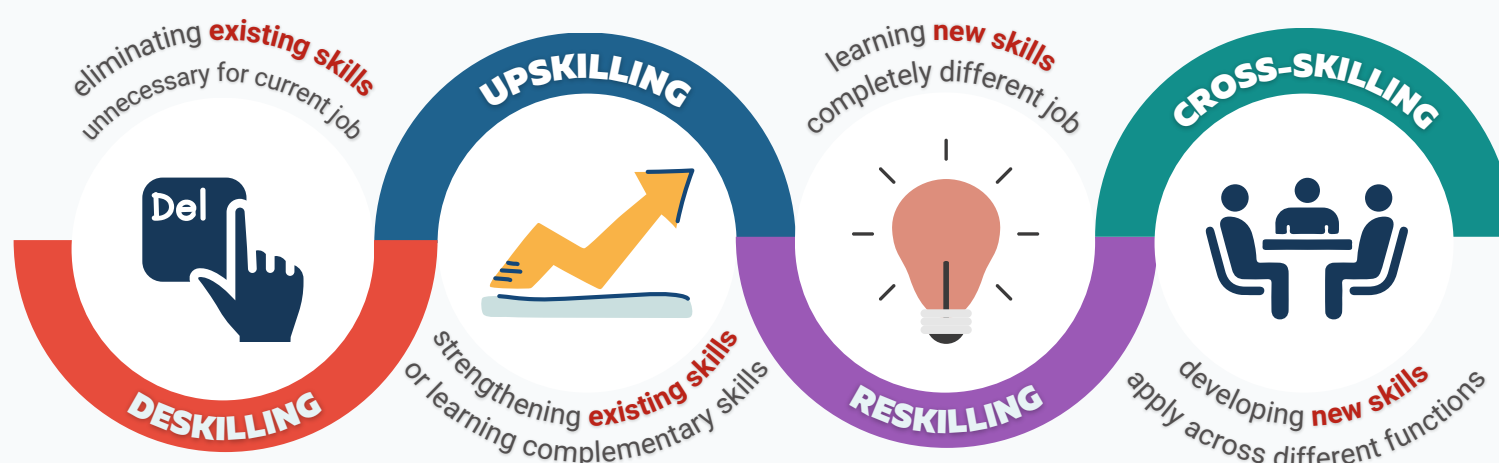 eliminating existing skills
unnecessary for current job
Del
DESKILLING
UPSKILLING
strengthening existing skills
or learning complementary skills
learning new skills
completely different job
RESKILLING
CROSS-SKILLING
developing new skills
apply across different functions